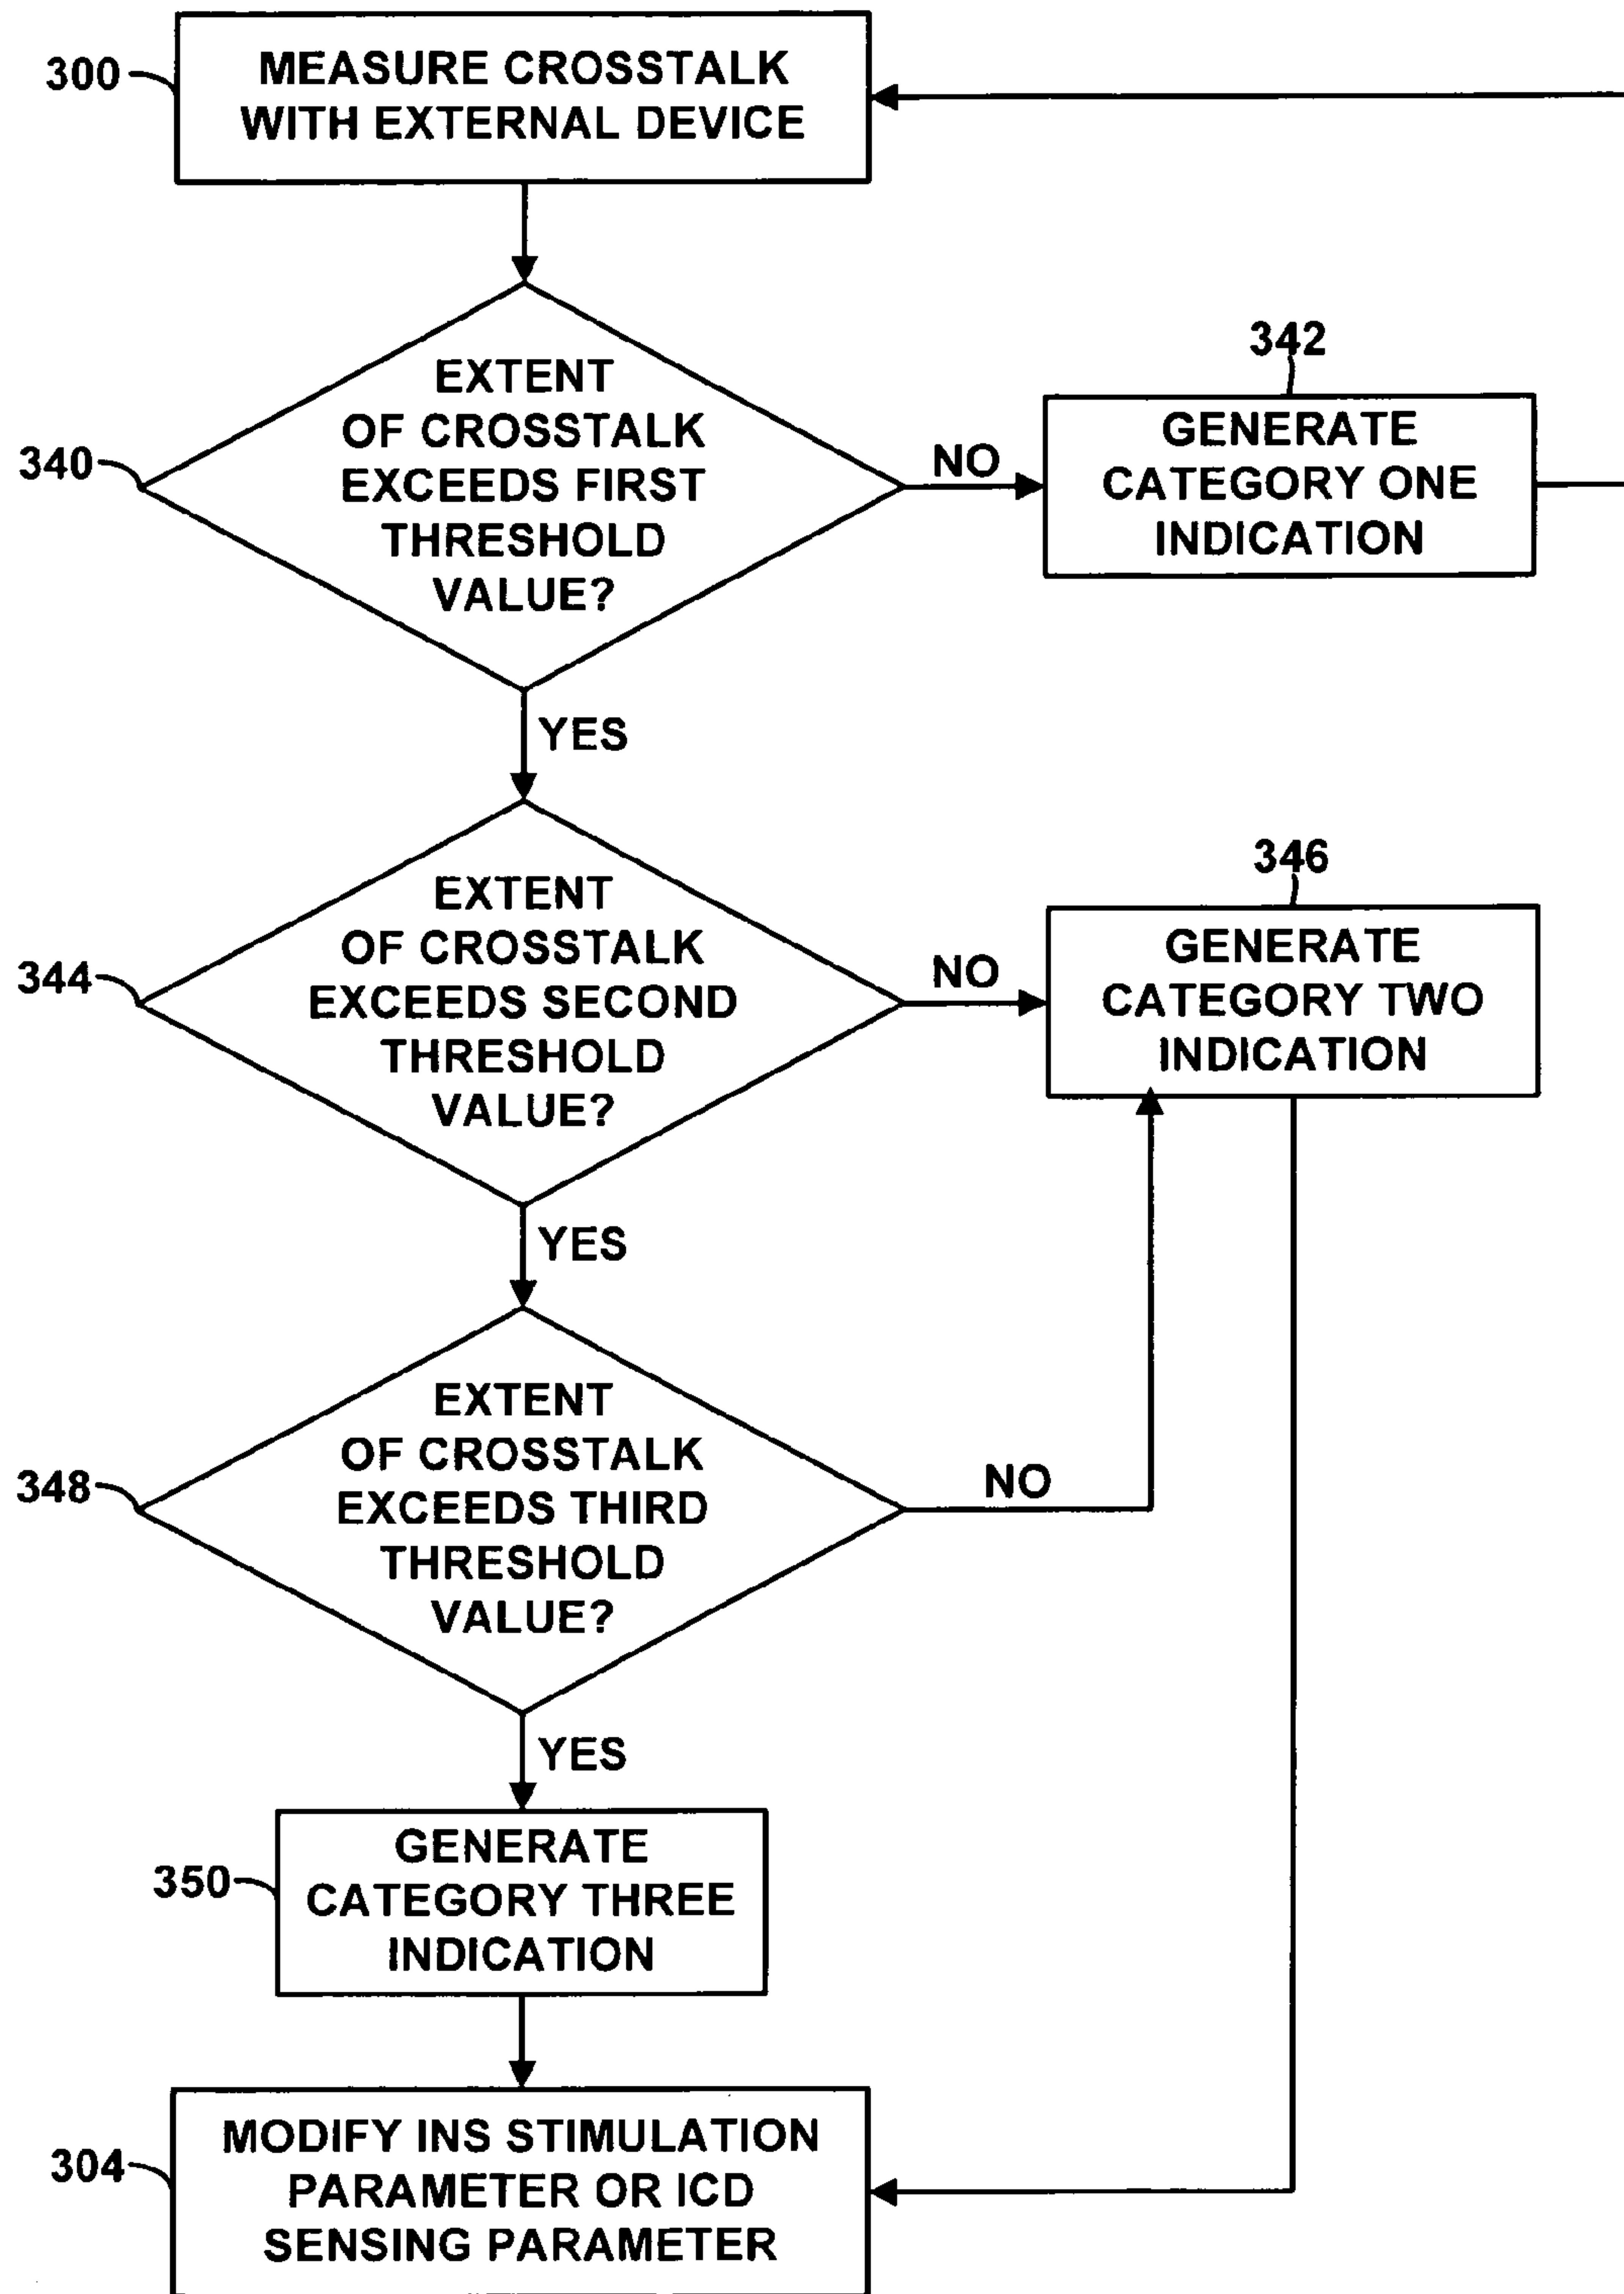 300
MEASURE CROSSTALK
WITH EXTERNAL DEVICE
340
EXTENT
OF CROSSTALK
EXCEEDS FIRST
THRESHOLD
VALUE?
NO
342
GENERATE
CATEGORY ONE
INDICATION
YES
344
EXTENT
OF CROSSTALK
EXCEEDS SECOND
THRESHOLD
VALUE?
NO
346
GENERATE
CATEGORY TWO
INDICATION
YES
348
EXTENT
OF CROSSTALK
EXCEEDS THIRD
THRESHOLD
VALUE?
NO
YES
350
GENERATE
CATEGORY THREE
INDICATION
304
MODIFY INS STIMULATION
PARAMETER OR ICD
SENSING PARAMETER